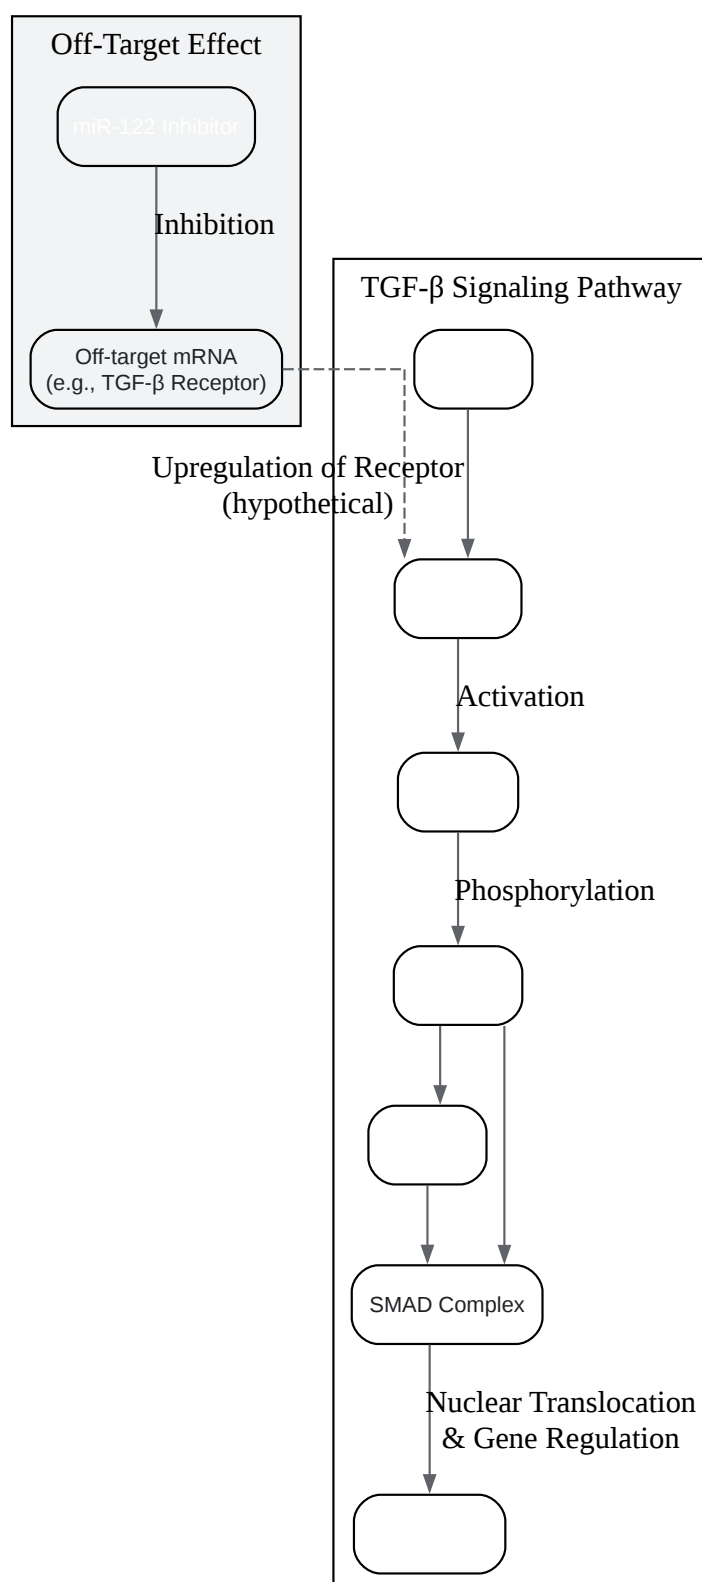 Off-Target Effect
miR-122 Inhibitor
Inhibition
Off-target mRNA
(e.g., TGF-β Receptor)
TGF-β Signaling Pathway
Upregulation of Receptor
(hypothetical)
Activation
Phosphorylation
SMAD Complex
Nuclear Translocation
& Gene Regulation